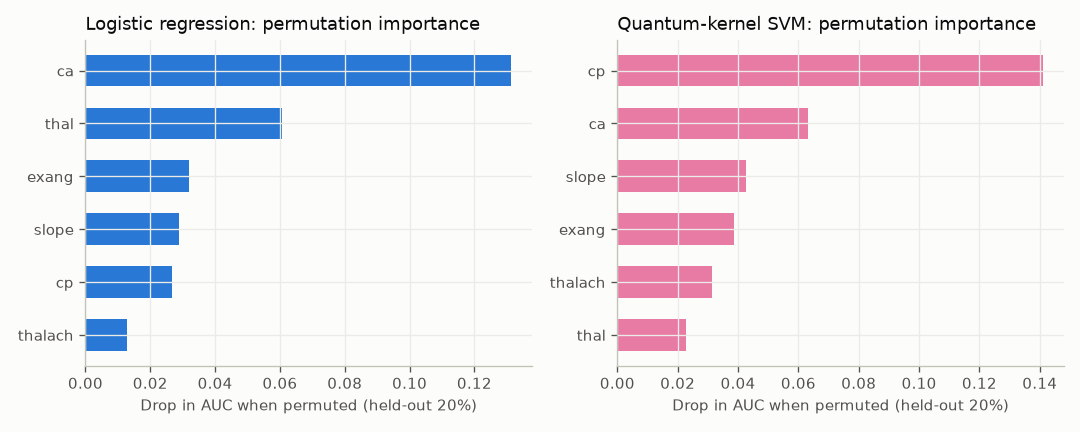 Logistic regression: permutation importance
ca
thal
exang
slope
cp
thalach
0.00 0.02 0.04 0.06 0.08 0.10 0.12
Drop in AUC when permuted (held-out 20%)
Quantum-kernel SVM: permutation importance
cp
ca
slope
exang
thalach
thal
0.00 0.02 0.04 0.06 0.08 0.10 0.12 0.14
Drop in AUC when permuted (held-out 20%)